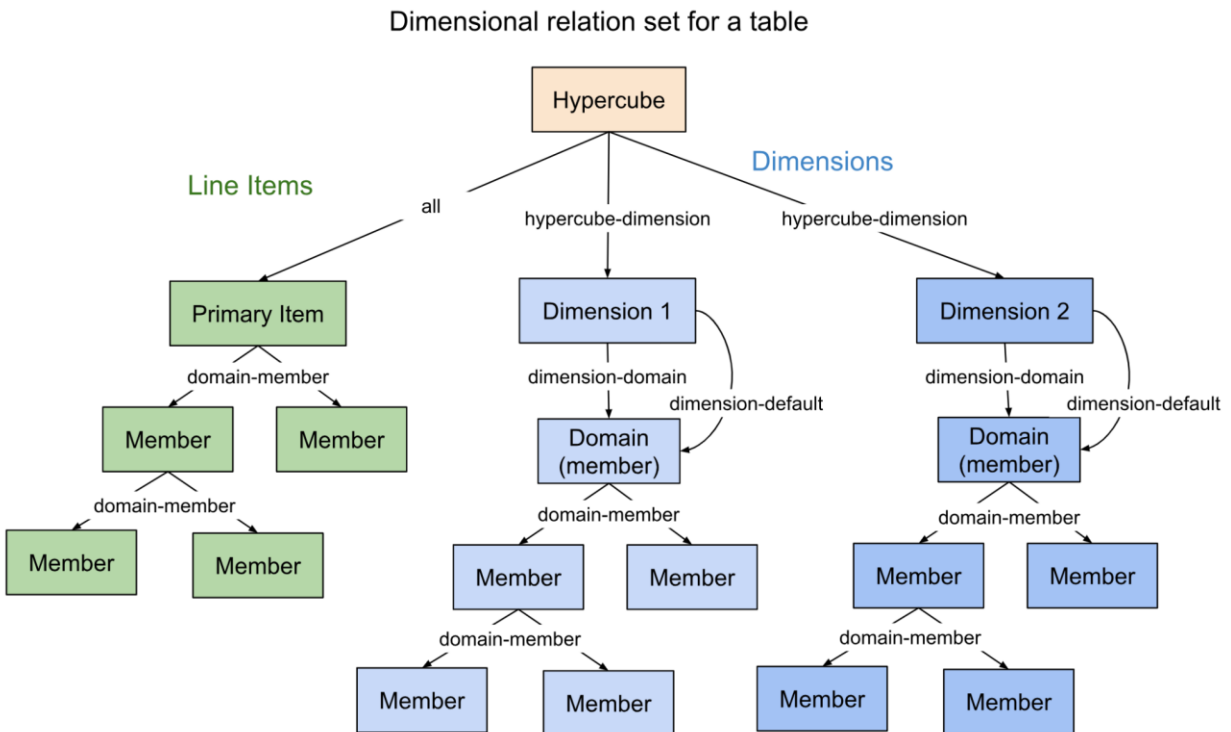 Dimensional relation set for a table
Hypercube
Line Items
Dimensions
all
hypercube-dimension
hypercube-dimension
Primary Item
Dimension 1
Dimension 2
domain-member
dimension-domain
dimension-default
dimension-domain
dimension-default
Member
Member
Domain
(member)
Domain
(member)
domain-member
domain-member
domain-member
Member
Member
Member
Member
Member
Member
domain-member
domain-member
Member
Member
Member
Member